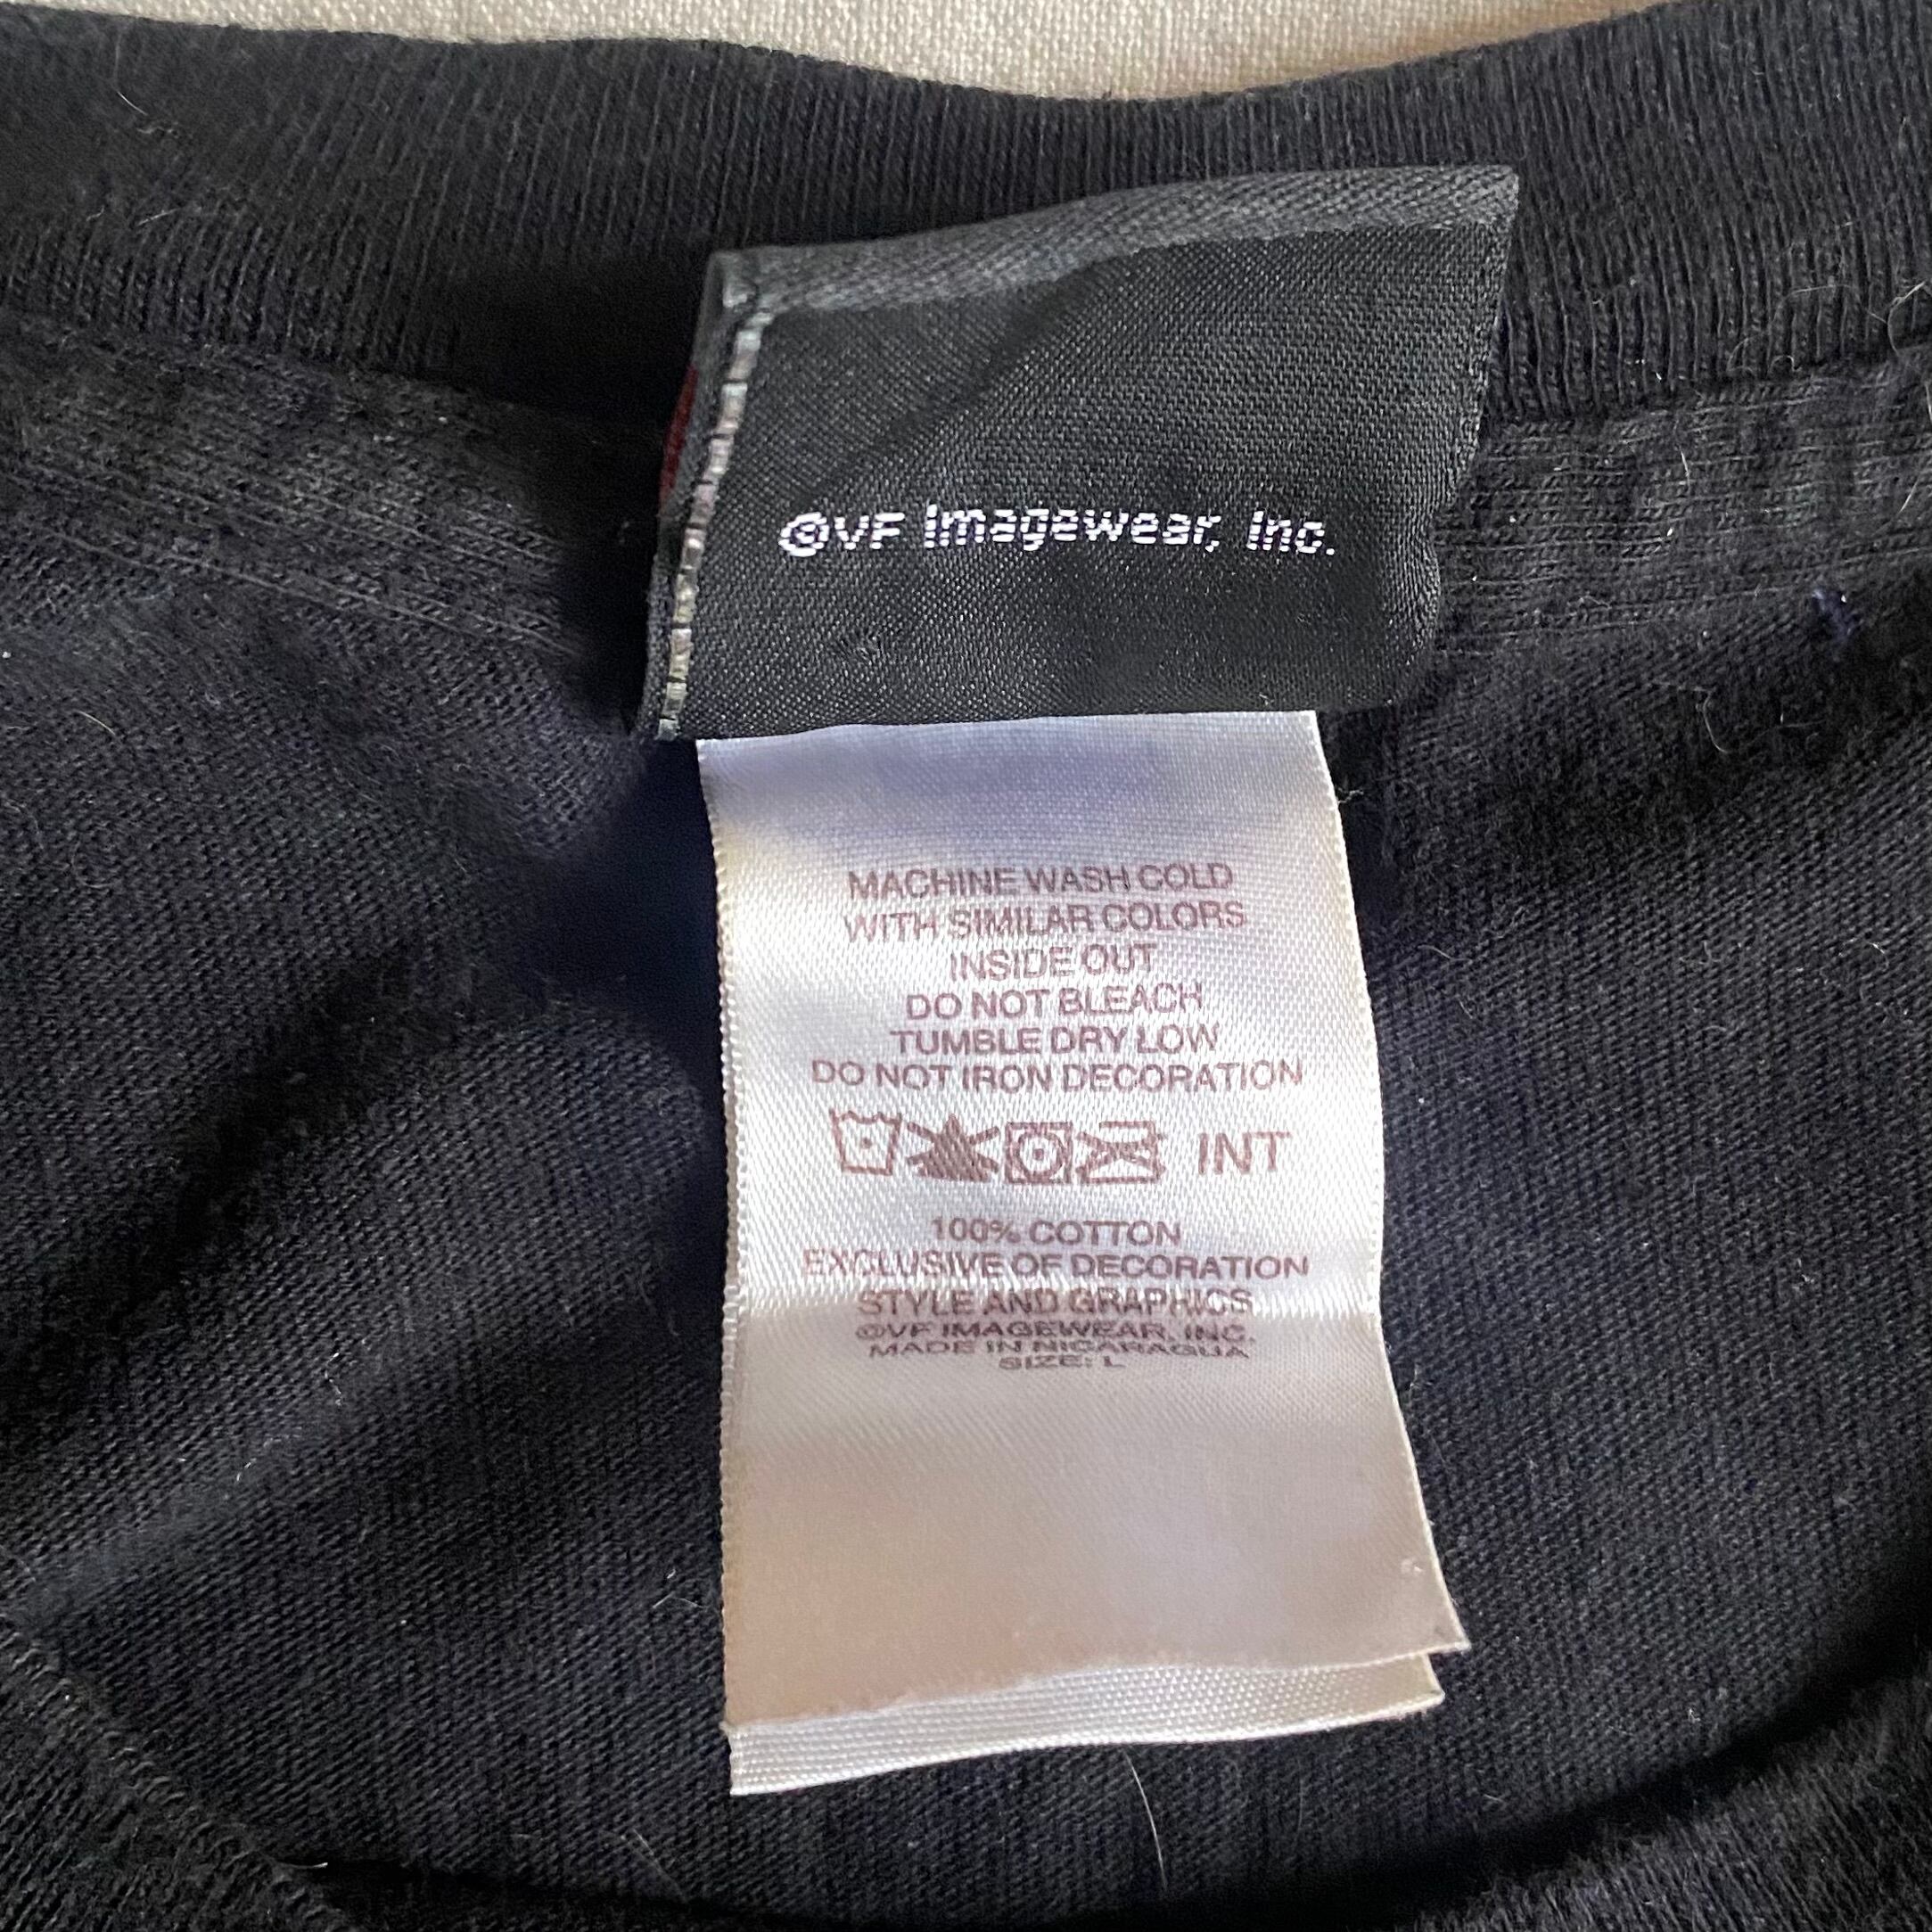 ©VF Imagewear, Inc.
MACHINE WASH COLD
WITH SIMILAR COLORS
INSIDE OUT
DO NOT BLEACH
TUMBLE DRY LOW
DO NOT IRON DECORATION
INT
100% COTTON
EXCLUSIVE OF DECORATION
STYLE AND GRAPHICS
©VF IMAGEWEAR, INC.
MADE IN NICARAGUA
SIZE: L